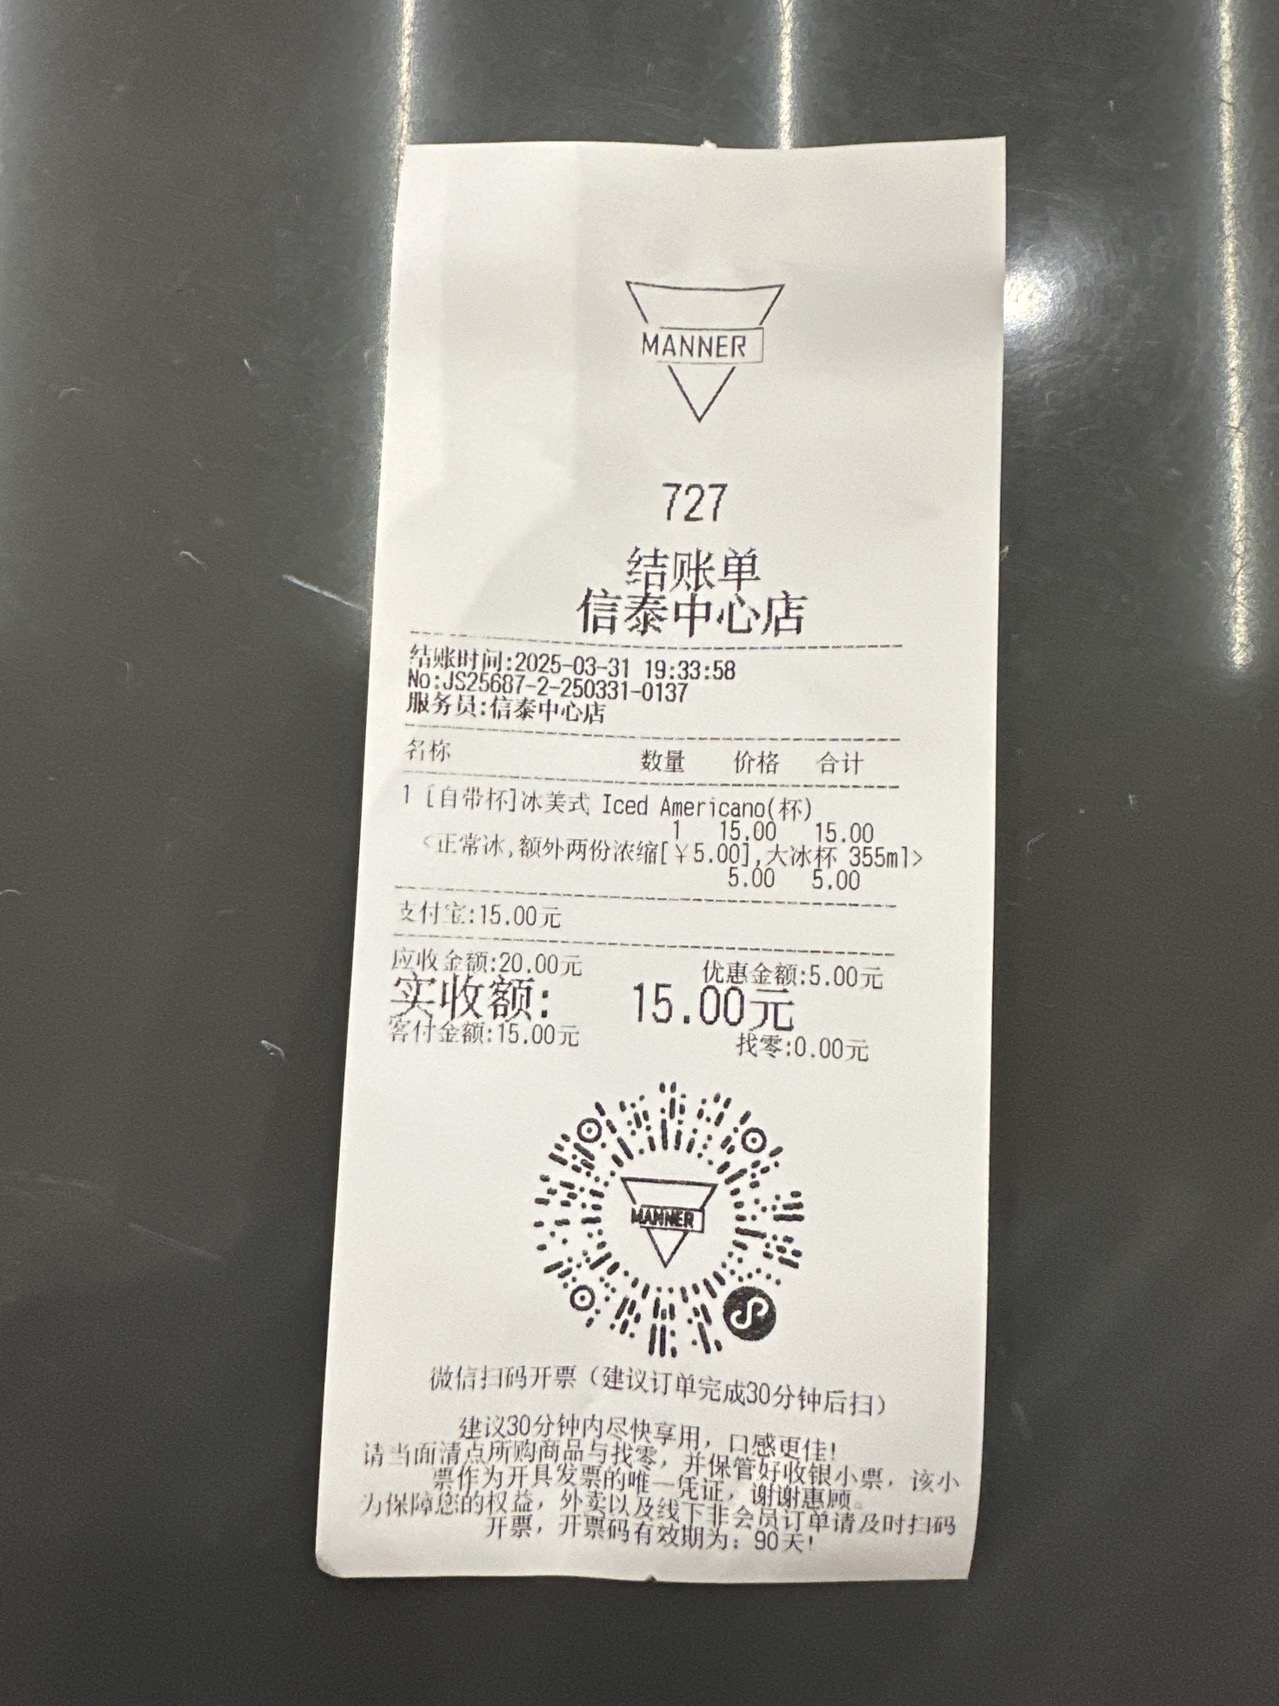 MANNER
727
结账单
信泰中心店
结账时间:2025-03-31 19:33:58
No:JS25687-2-250331-0137
服务员:信泰中心店
名称 数量 价格 合计
1 [自带杯]冰美式 Iced Americano(杯)
1 15.00 15.00
<正常冰,额外两份浓缩[￥5.00],大冰杯 355ml>
5.00 5.00
支付宝:15.00元
应收金额:20.00元 优惠金额:5.00元
实收额: 15.00元
客付金额:15.00元 找零:0.00元
MANNER
微信扫码开票（建议订单完成30分钟后扫）
建议30分钟内尽快享用，口感更佳!
请当面清点所购商品与找零，并保管好收银小票，该小
票作为开具发票的唯一凭证，谢谢惠顾。
为保障您的权益，外卖以及线下非会员订单请及时扫码
开票，开票码有效期为：90天!